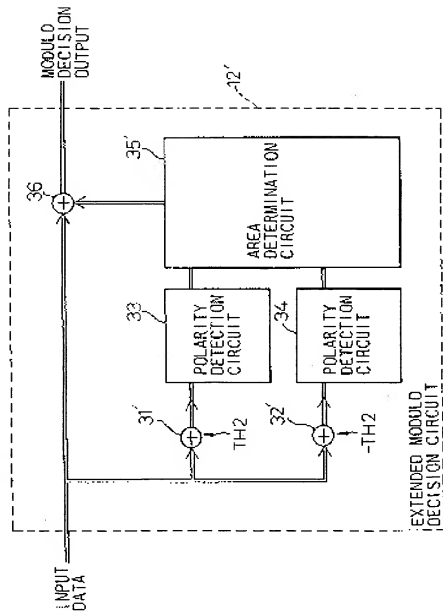 MODULO
DECISION
OUTPUT
12'
36
35'
AREA
DETERMINATION
CIRCUIT
33
POLARITY
DETECTION
CIRCUIT
34
POLARITY
DETECTION
CIRCUIT
31'
TH2
32'
-TH2
EXTENDED MODULO
DECISION CIRCUIT
INPUT
DATA